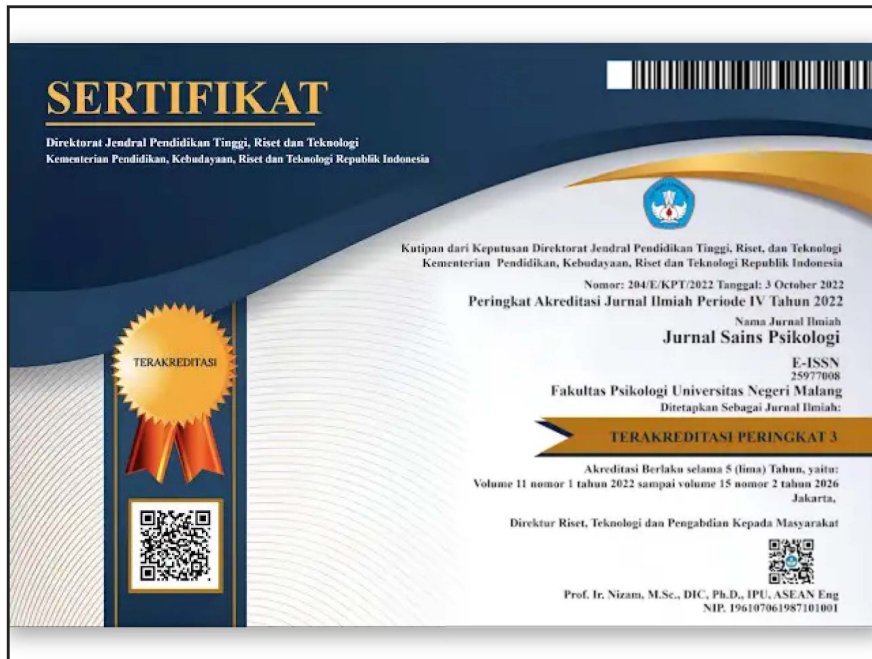 SERTIFIKAT
Direktorat Jendral Pendidikan Tinggi, Riset dan Teknologi
Kementerian Pendidikan, Kebudayaan, Riset dan Teknologi Republik Indonesia
Kutipan dari Keputusan Direktorat Jendral Pendidikan Tinggi, Riset, dan Teknologi
Kementerian Pendidikan, Kebudayaan, Riset dan Teknologi Republik Indonesia
Nomor: 204/E/KPT/2022 Tanggal: 3 October 2022
Peringkat Akreditasi Jurnal Ilmiah Periode IV Tahun 2022
Nama Jurnal Ilmiah
Jurnal Sains Psikologi
E-ISSN
25977008
Fakultas Psikologi Universitas Negeri Malang
Ditetapkan Sebagai Jurnal Ilmiah:
TERAKREDITASI
TERAKREDITASI PERINGKAT 3
Akreditasi Berlaku selama 5 (lima) Tahun, yaitu:
Volume 11 nomor 1 tahun 2022 sampai volume 15 nomor 2 tahun 2026
Jakarta,
Direktur Riset, Teknologi dan Pengabdian Kepada Masyarakat
Prof. Ir. Nizam, M.Sc., DIC, Ph.D., IPU, ASEAN Eng
NIP. 196107061987101001